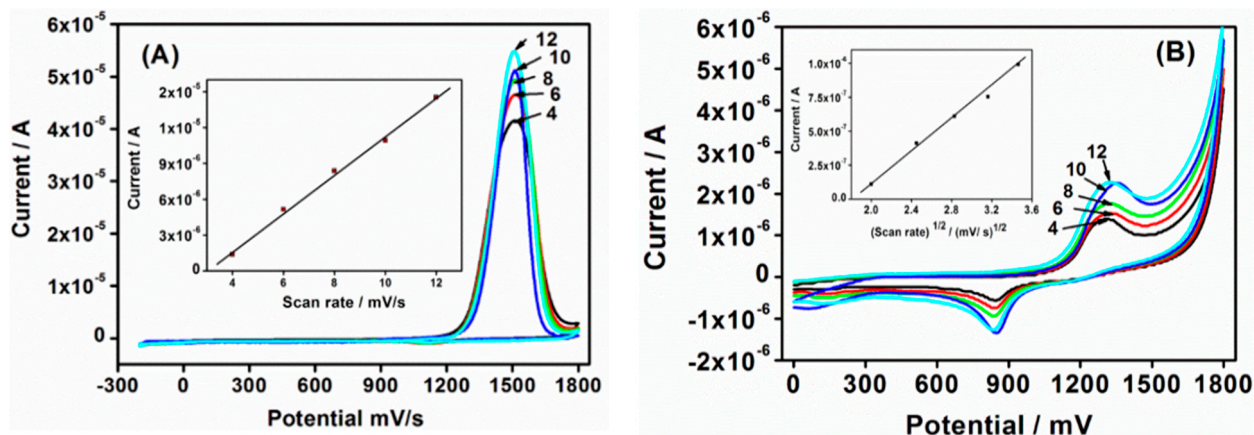 (A)
6x10⁻⁵
5x10⁻⁵
4x10⁻⁵
3x10⁻⁵
2x10⁻⁵
1x10⁻⁵
0
Current / A
-300 0 300 600 900 1200 1500 1800
Potential mV/s
12
10
8
6
4
2x10⁻⁵
1x10⁻⁵
9x10⁻⁶
6x10⁻⁶
3x10⁻⁶
0
Current / A
4 6 8 10 12
Scan rate / mV/s
(B)
6x10⁻⁶
5x10⁻⁶
4x10⁻⁶
3x10⁻⁶
2x10⁻⁶
1x10⁻⁶
0
-1x10⁻⁶
-2x10⁻⁶
Current / A
0 300 600 900 1200 1500 1800
Potential / mV
12
10
8
6
4
1.0x10⁻⁶
7.5x10⁻⁷
5.0x10⁻⁷
2.5x10⁻⁷
0.0
Current / A
2.0 2.4 2.8 3.2 3.6
(Scan rate) ¹/² / (mV/ s)¹/²